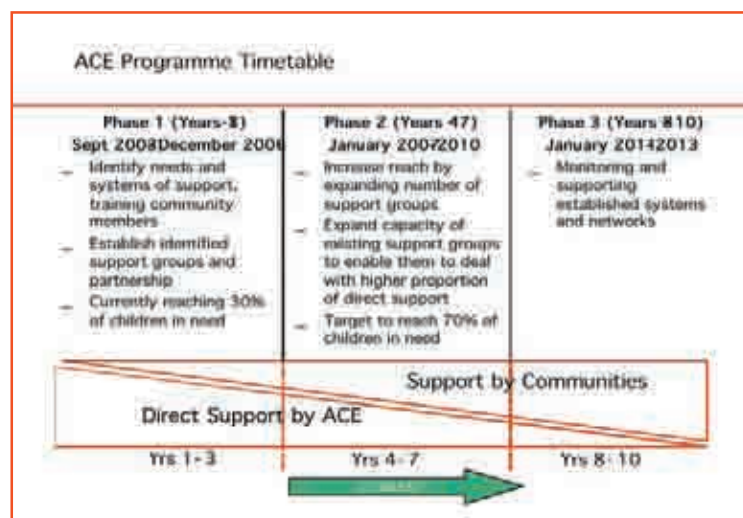 ACE Programme Timetable
Phase 1 (Years-3)
Sept 2003December 2006
Identify needs and
systems of support,
training community
members
Establish identified
support groups and
partnership
Currently reaching 30%
of children in need
Phase 2 (Years 47)
January 20072010
Increase reach by
expanding number of
support groups
Expand capacity of
existing support groups
to enable them to deal
with higher proportion
of direct support
Target to reach 70% of
children in need
Phase 3 (Years 810)
January 20112013
Monitoring and
supporting
established systems
and networks
Support by Communities
Direct Support by ACE
Yrs 1-3
Yrs 4-7
Yrs 8-10